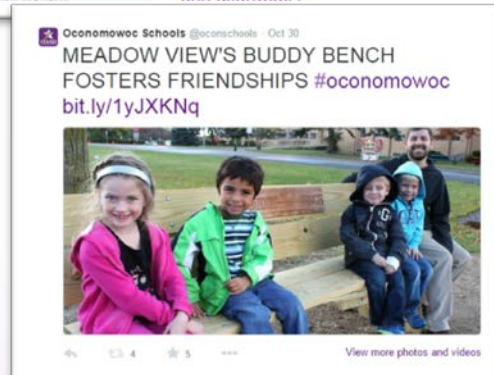 Oconomowoc Schools @oconschools · Oct 30
MEADOW VIEW'S BUDDY BENCH
FOSTERS FRIENDSHIPS #oconomowoc
bit.ly/1yJXKNq
4 5
View more photos and videos